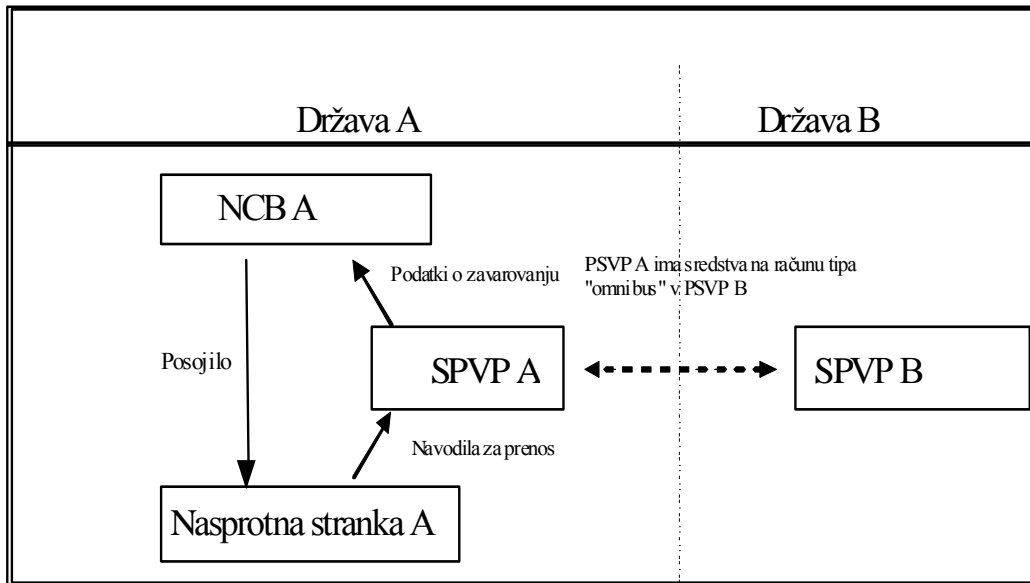 Država A
Država B
NCB A
Podatki o zavarovanju
PSVP A ima sredstva na računu tipa
"omnibus" v PSVP B
Posojilo
SPVP A
SPVP B
Navodila za prenos
Nasprotna stranka A